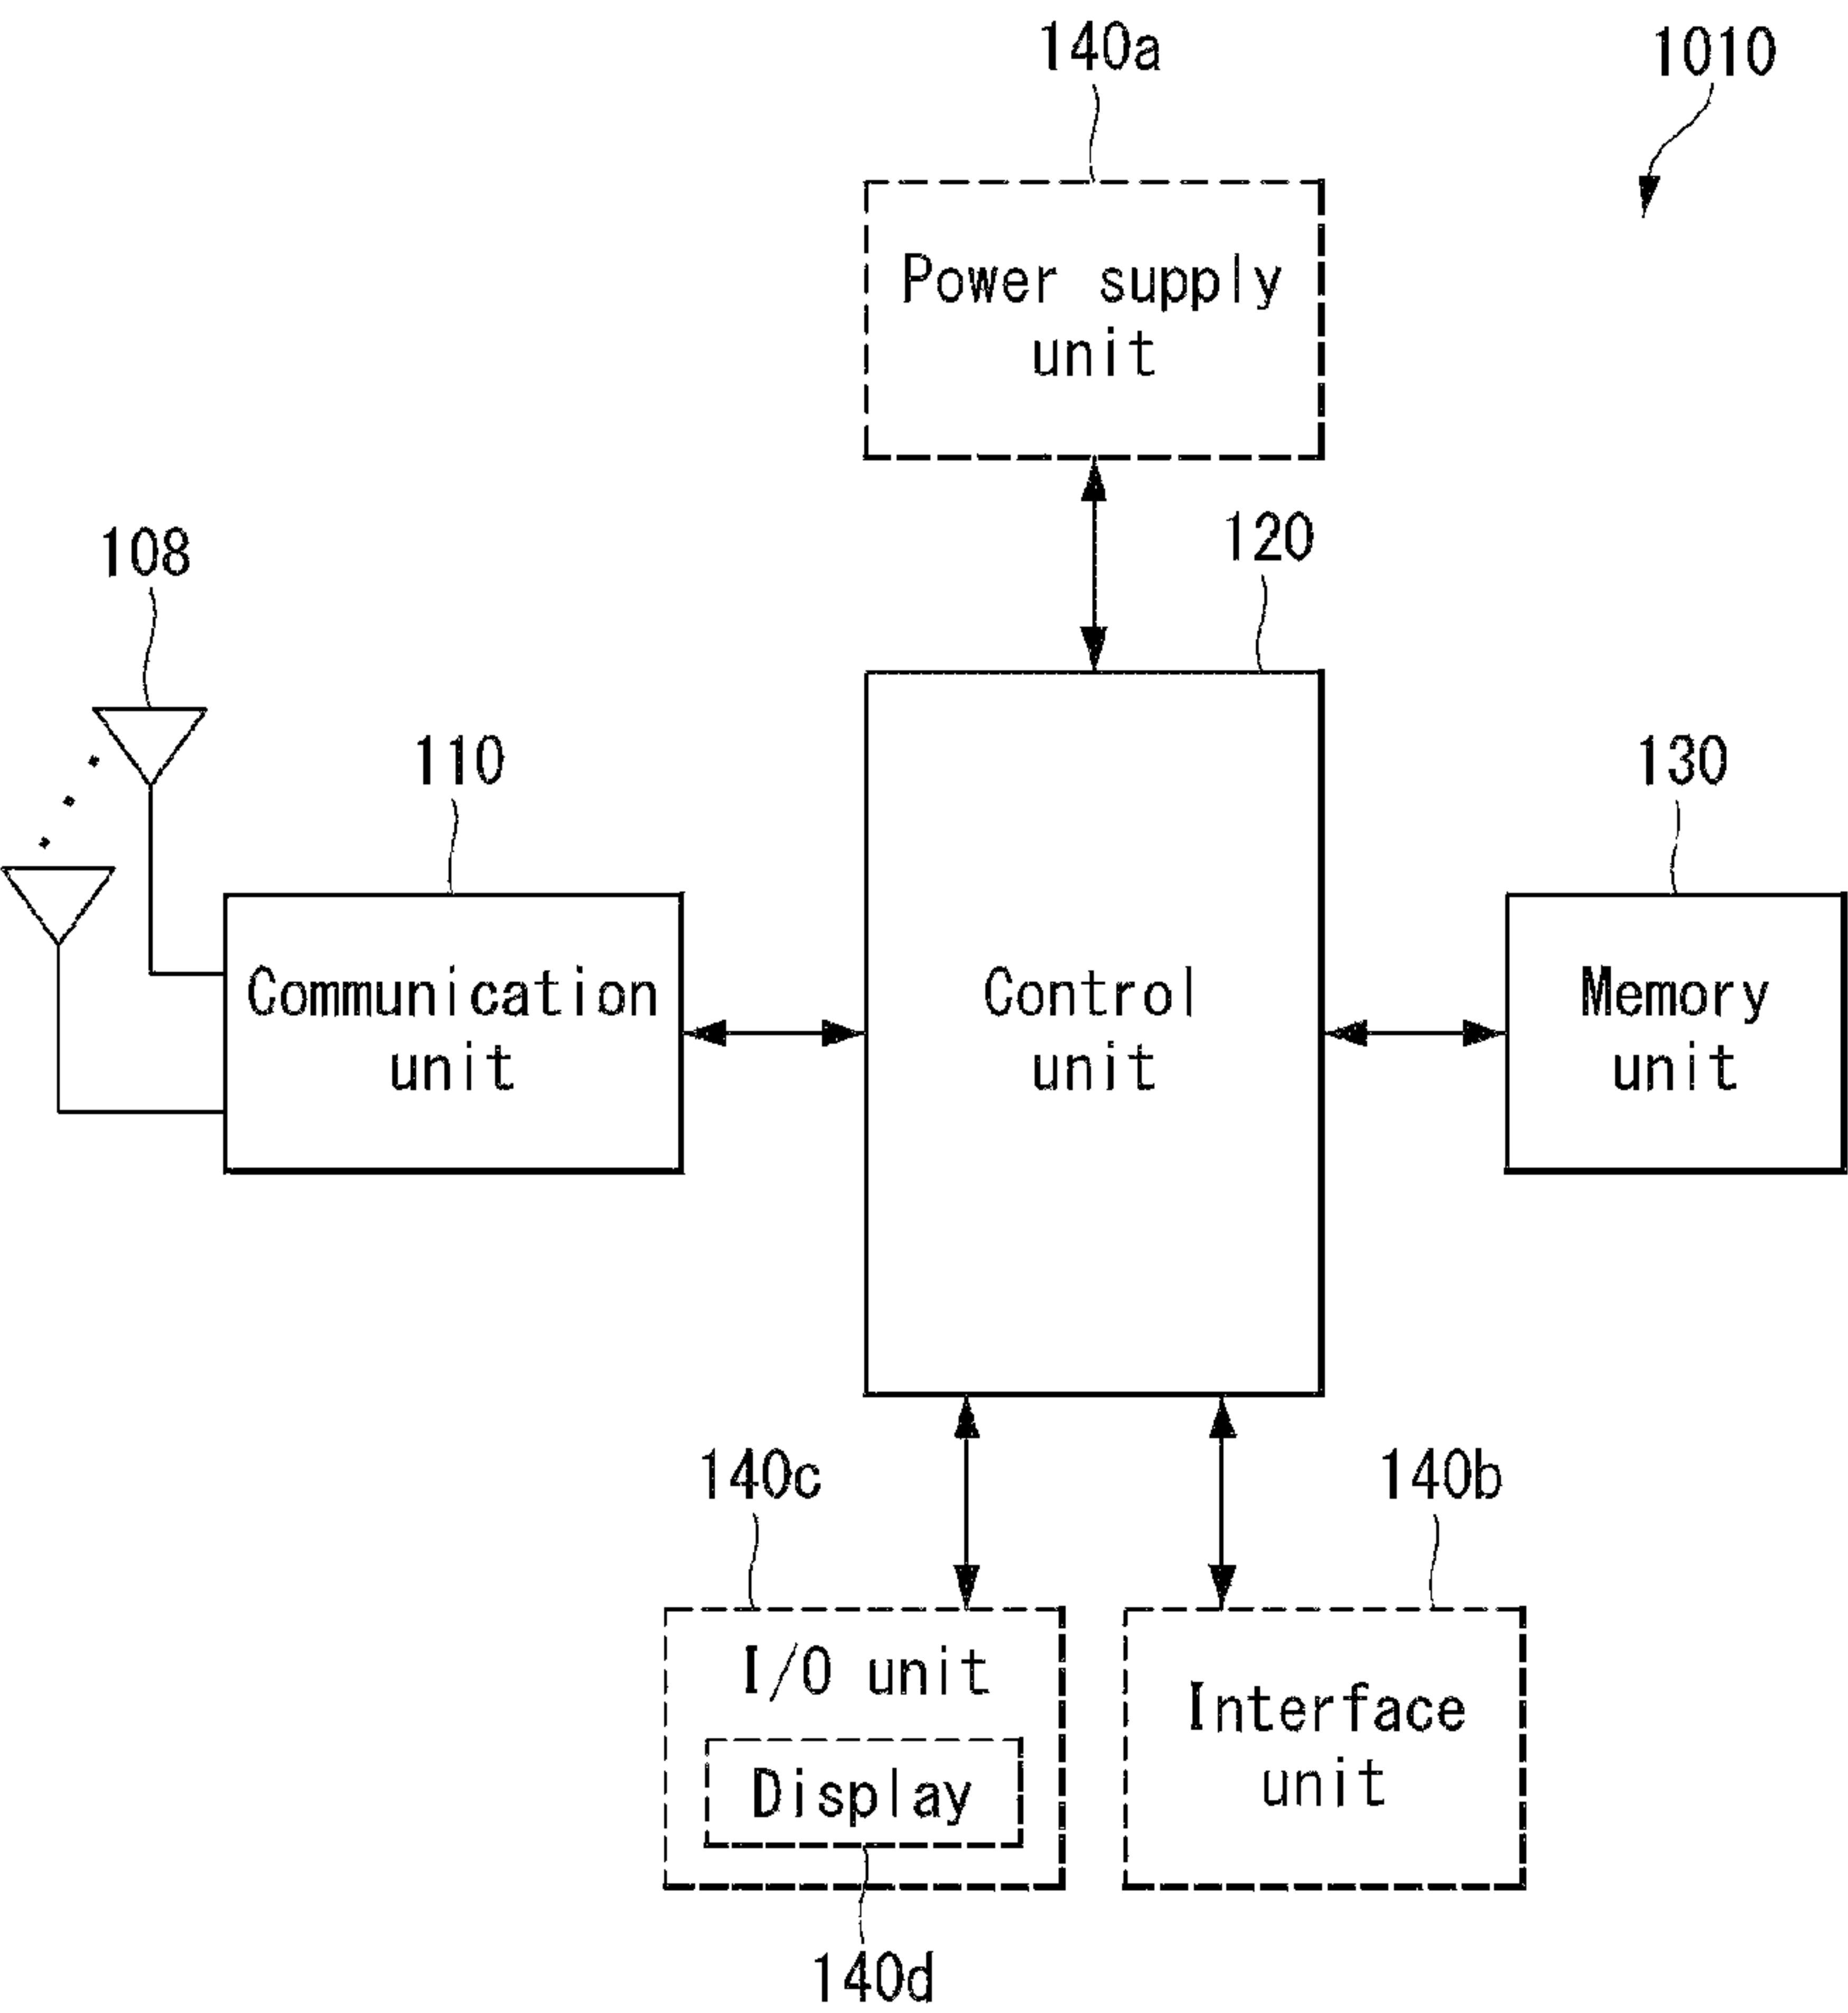 140a
1010
Power supply
unit
108
120
110
130
Communication
unit
Control
unit
Memory
unit
140c
140b
I/O unit
Display
Interface
unit
140d